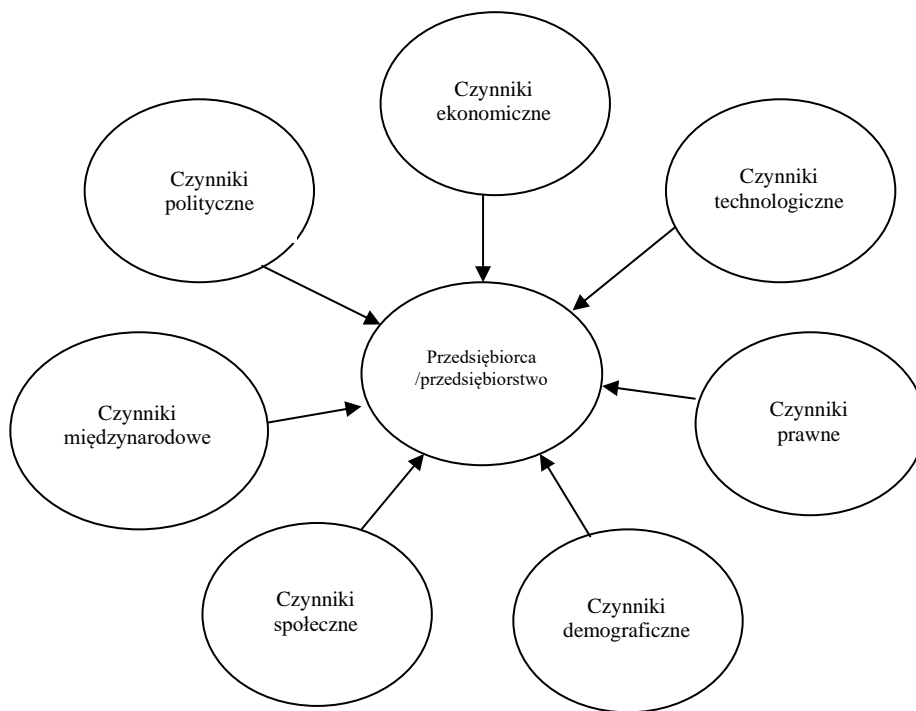 Czynniki
ekonomiczne
Czynniki
polityczne
Czynniki
technologiczne
Przedsiębiorca
/przedsiębiorstwo
Czynniki
międzynarodowe
Czynniki
prawne
Czynniki
społeczne
Czynniki
demograficzne